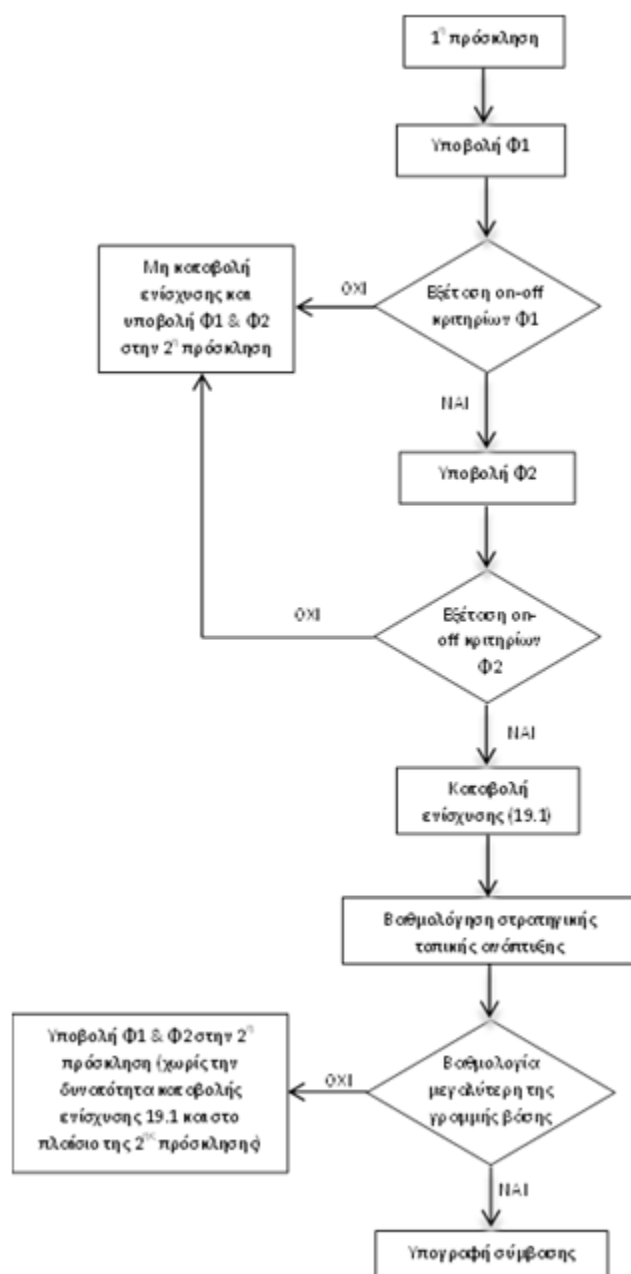 1η πρόσκληση
Υποβολή Φ1
Μη καταβολή
ενίσχυσης και
υποβολή Φ1 & Φ2
στην 2η πρόσκληση
ΟΧΙ
Εξέταση on-off
κριτηρίων Φ1
ΝΑΙ
Υποβολή Φ2
ΟΧΙ
Εξέταση on-
off κριτηρίων
Φ2
ΝΑΙ
Καταβολή
ενίσχυσης (19.1)
Βαθμολόγηση στρατηγικής
τοπικής ανάπτυξης
Υποβολή Φ1 & Φ2 στην 2η
πρόσκληση (χωρίς την
δυνατότητα καταβολής
ενίσχυσης 19.1 και στο
πλαίσιο της 2ης πρόσκλησης)
ΟΧΙ
Βαθμολογία
μεγαλύτερη της
γραμμής βάσης
ΝΑΙ
Υπογραφή σύμβασης